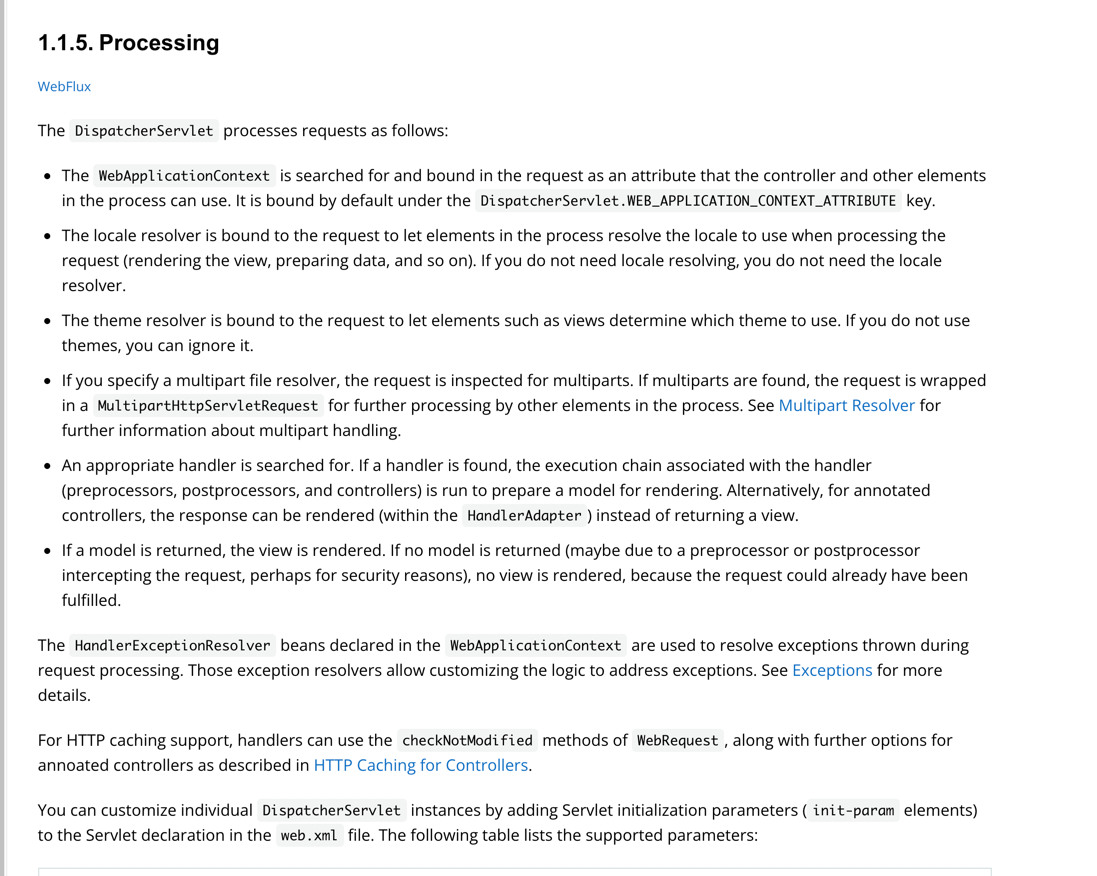 1.1.5. Processing
WebFlux
The DispatcherServlet processes requests as follows:
• The WebApplicationContext is searched for and bound in the request as an attribute that the controller and other elements
in the process can use. It is bound by default under the DispatcherServlet.WEB_APPLICATION_CONTEXT_ATTRIBUTE key.
• The locale resolver is bound to the request to let elements in the process resolve the locale to use when processing the
request (rendering the view, preparing data, and so on). If you do not need locale resolving, you do not need the locale
resolver.
• The theme resolver is bound to the request to let elements such as views determine which theme to use. If you do not use
themes, you can ignore it.
• If you specify a multipart file resolver, the request is inspected for multiparts. If multiparts are found, the request is wrapped
in a MultipartHttpServletRequest for further processing by other elements in the process. See Multipart Resolver for
further information about multipart handling.
• An appropriate handler is searched for. If a handler is found, the execution chain associated with the handler
(preprocessors, postprocessors, and controllers) is run to prepare a model for rendering. Alternatively, for annotated
controllers, the response can be rendered (within the HandlerAdapter ) instead of returning a view.
• If a model is returned, the view is rendered. If no model is returned (maybe due to a preprocessor or postprocessor
intercepting the request, perhaps for security reasons), no view is rendered, because the request could already have been
fulfilled.
The HandlerExceptionResolver beans declared in the WebApplicationContext are used to resolve exceptions thrown during
request processing. Those exception resolvers allow customizing the logic to address exceptions. See Exceptions for more
details.
For HTTP caching support, handlers can use the checkNotModified methods of WebRequest , along with further options for
annoated controllers as described in HTTP Caching for Controllers.
You can customize individual DispatcherServlet instances by adding Servlet initialization parameters ( init-param elements)
to the Servlet declaration in the web.xml file. The following table lists the supported parameters: